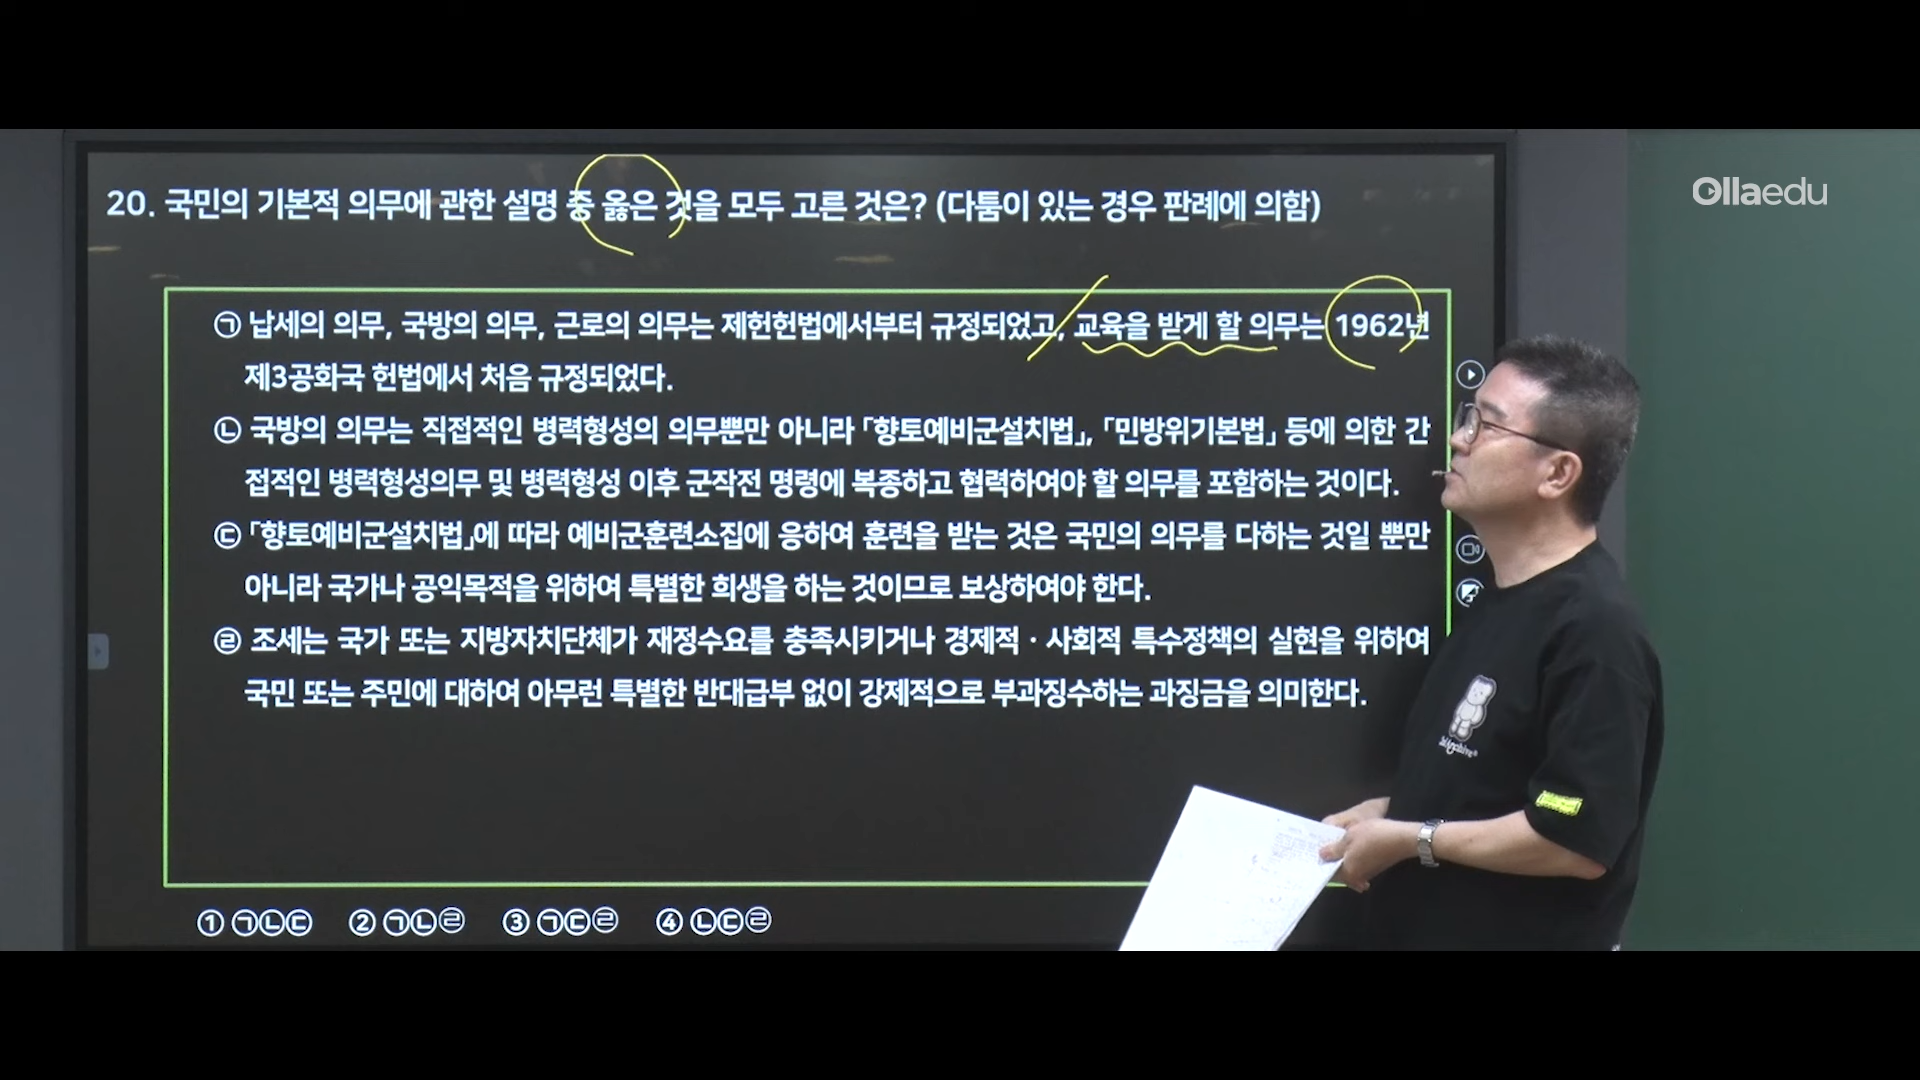 Ollaedu
20. 국민의 기본적 의무에 관한 설명 중 옳은 것을 모두 고른 것은? (다툼이 있는 경우 판례에 의함)
㉠ 납세의 의무, 국방의 의무, 근로의 의무는 제헌헌법에서부터 규정되었고, 교육을 받게 할 의무는 1962년
제3공화국 헌법에서 처음 규정되었다.
㉡ 국방의 의무는 직접적인 병력형성의 의무뿐만 아니라 「향토예비군설치법」, 「민방위기본법」 등에 의한 간
접적인 병력형성의무 및 병력형성 이후 군작전 명령에 복종하고 협력하여야 할 의무를 포함하는 것이다.
㉢ 「향토예비군설치법」에 따라 예비군훈련소집에 응하여 훈련을 받는 것은 국민의 의무를 다하는 것일 뿐만
아니라 국가나 공익목적을 위하여 특별한 희생을 하는 것이므로 보상하여야 한다.
㉣ 조세는 국가 또는 지방자치단체가 재정수요를 충족시키거나 경제적 · 사회적 특수정책의 실현을 위하여
국민 또는 주민에 대하여 아무런 특별한 반대급부 없이 강제적으로 부과징수하는 과징금을 의미한다.
① ㉠㉡㉢ ② ㉠㉡㉣ ③ ㉠㉢㉣ ④ ㉡㉢㉣